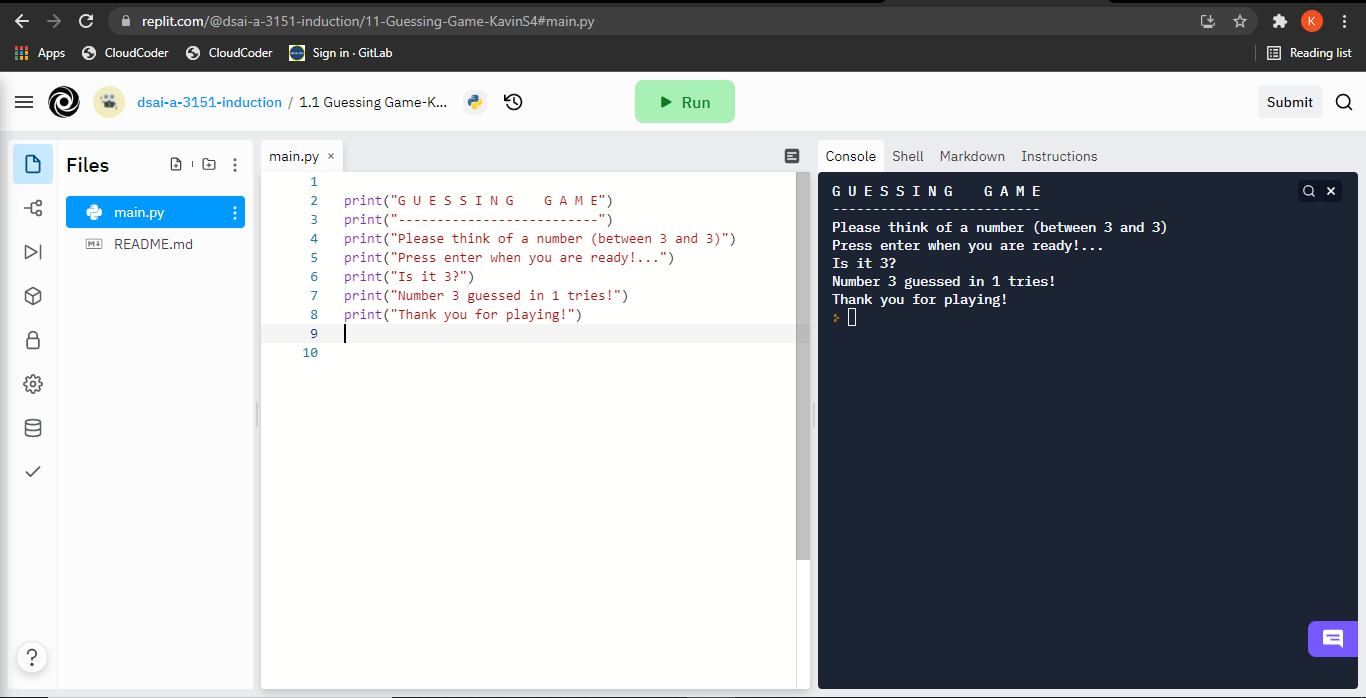 replit.com/@dsai-a-3151-induction/11-Guessing-Game-KavinS4#main.py
K
Apps CloudCoder CloudCoder Sign in · GitLab Reading list
dsai-a-3151-induction / 1.1 Guessing Game-K... Run Submit
Files
main.py
README.md
main.py ×
1
2 print("G U E S S I N G    G A M E")
3 print("--------------------------")
4 print("Please think of a number (between 3 and 3)")
5 print("Press enter when you are ready!...")
6 print("Is it 3?")
7 print("Number 3 guessed in 1 tries!")
8 print("Thank you for playing!")
9
10
Console Shell Markdown Instructions
G U E S S I N G    G A M E
--------------------------
Please think of a number (between 3 and 3)
Press enter when you are ready!...
Is it 3?
Number 3 guessed in 1 tries!
Thank you for playing!
?